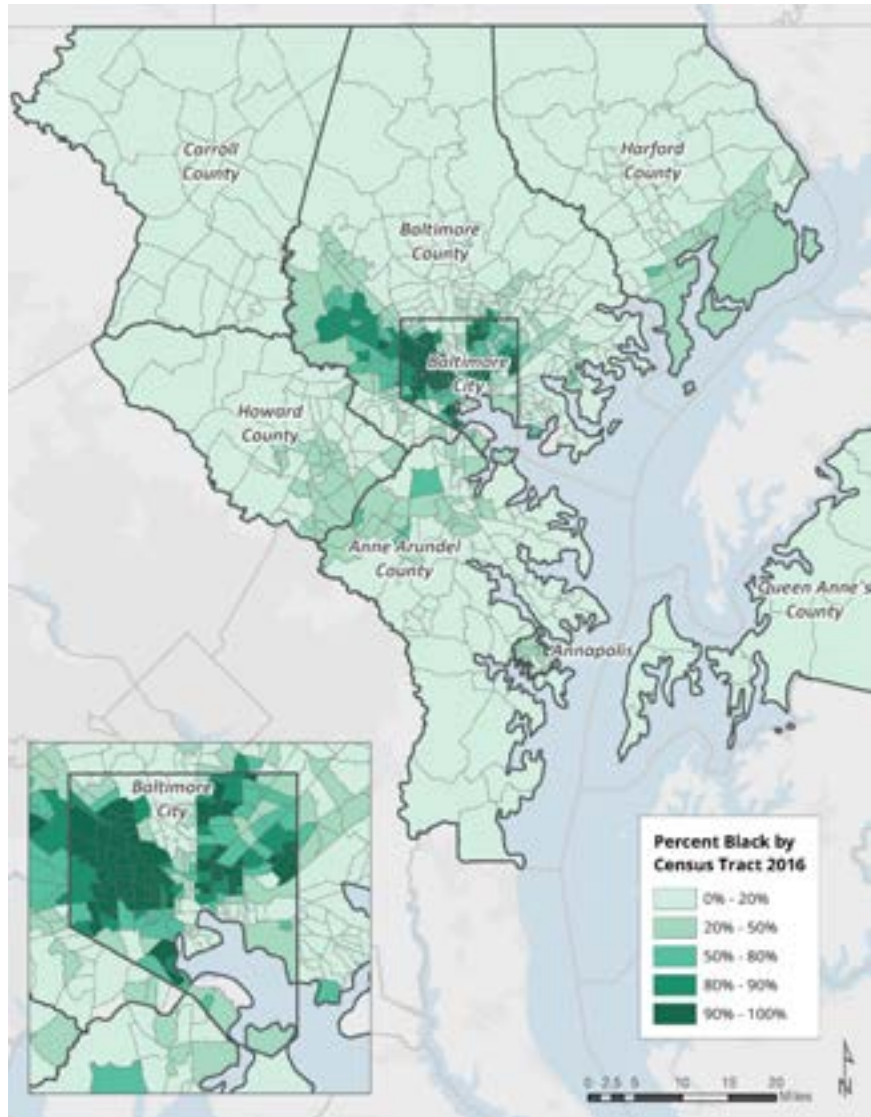 Carroll
County
Harford
County
Baltimore
County
Baltimore
City
Howard
County
Anne Arundel
County
Queen Anne's
County
Annapolis
Baltimore
City
Percent Black by
Census Tract 2016
0% - 20%
20% - 50%
50% - 80%
80% - 90%
90% - 100%
0 2.5 5 10 15 20
Miles
N